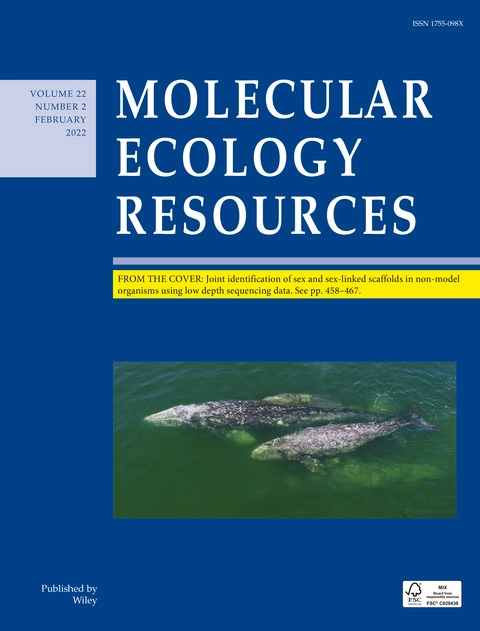 ISSN 1755-098X
VOLUME 22
NUMBER 2
FEBRUARY
2022
MOLECULAR
ECOLOGY
RESOURCES
FROM THE COVER: Joint identification of sex and sex-linked scaffolds in non-model
organisms using low depth sequencing data. See pp. 458–467.
Published by
Wiley
FSC
MIX
Board from
responsible sources
FSC® C020438